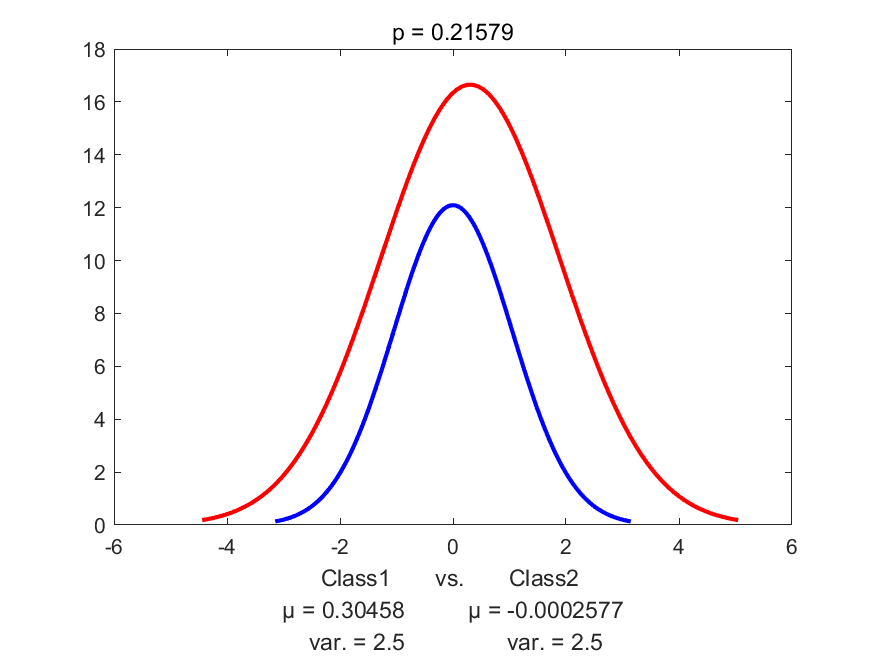 p = 0.21579
18
16
14
12
10
8
6
4
2
0
-6 -4 -2 0 2 4 6
Class1 vs. Class2
μ = 0.30458 μ = -0.0002577
var. = 2.5 var. = 2.5